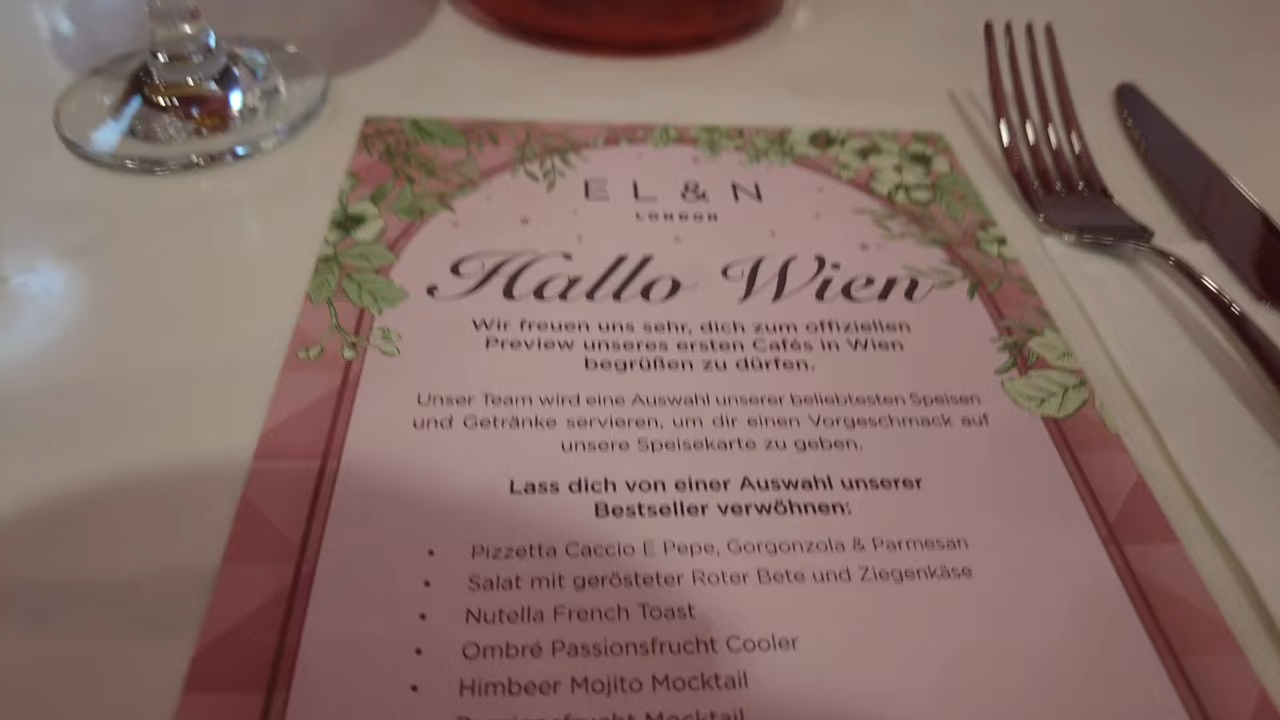 EL&N
LONDON
Hallo Wien
Wir freuen uns sehr, dich zum offiziellen
Preview unseres ersten Cafés in Wien
begrüßen zu dürfen.
Unser Team wird eine Auswahl unserer beliebtesten Speisen
und Getränke servieren, um dir einen Vorgeschmack auf
unsere Speisekarte zu geben.
Lass dich von einer Auswahl unserer
Bestseller verwöhnen:
• Pizzetta Caccio E Pepe, Gorgonzola & Parmesan
• Salat mit gerösteter Roter Bete und Ziegenkäse
• Nutella French Toast
• Ombré Passionsfrucht Cooler
• Himbeer Mojito Mocktail
Passionsfrucht Mocktail